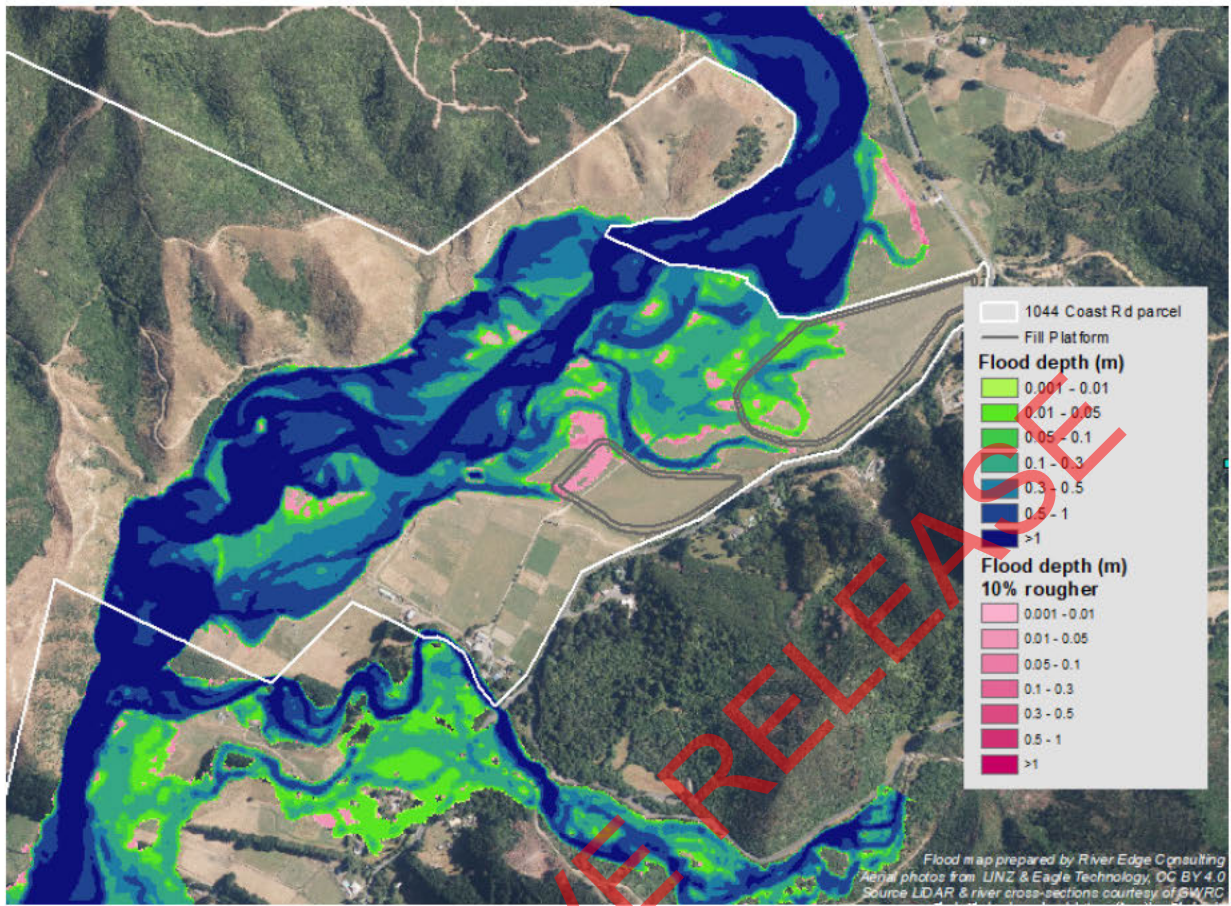 1044 Coast Rd parcel
Fill Platform
Flood depth (m)
0.001 - 0.01
0.01 - 0.05
0.05 - 0.1
0.1 - 0.3
0.3 - 0.5
0.5 - 1
>1
Flood depth (m)
10% rougher
0.001 - 0.01
0.01 - 0.05
0.05 - 0.1
0.1 - 0.3
0.3 - 0.5
0.5 - 1
>1
RELEASE
Flood map prepared by River Edge Consulting
Aerial photos from LINZ & Eagle Technology, CC BY 4.0
Source LiDAR & river cross-sections courtesy of GWRC